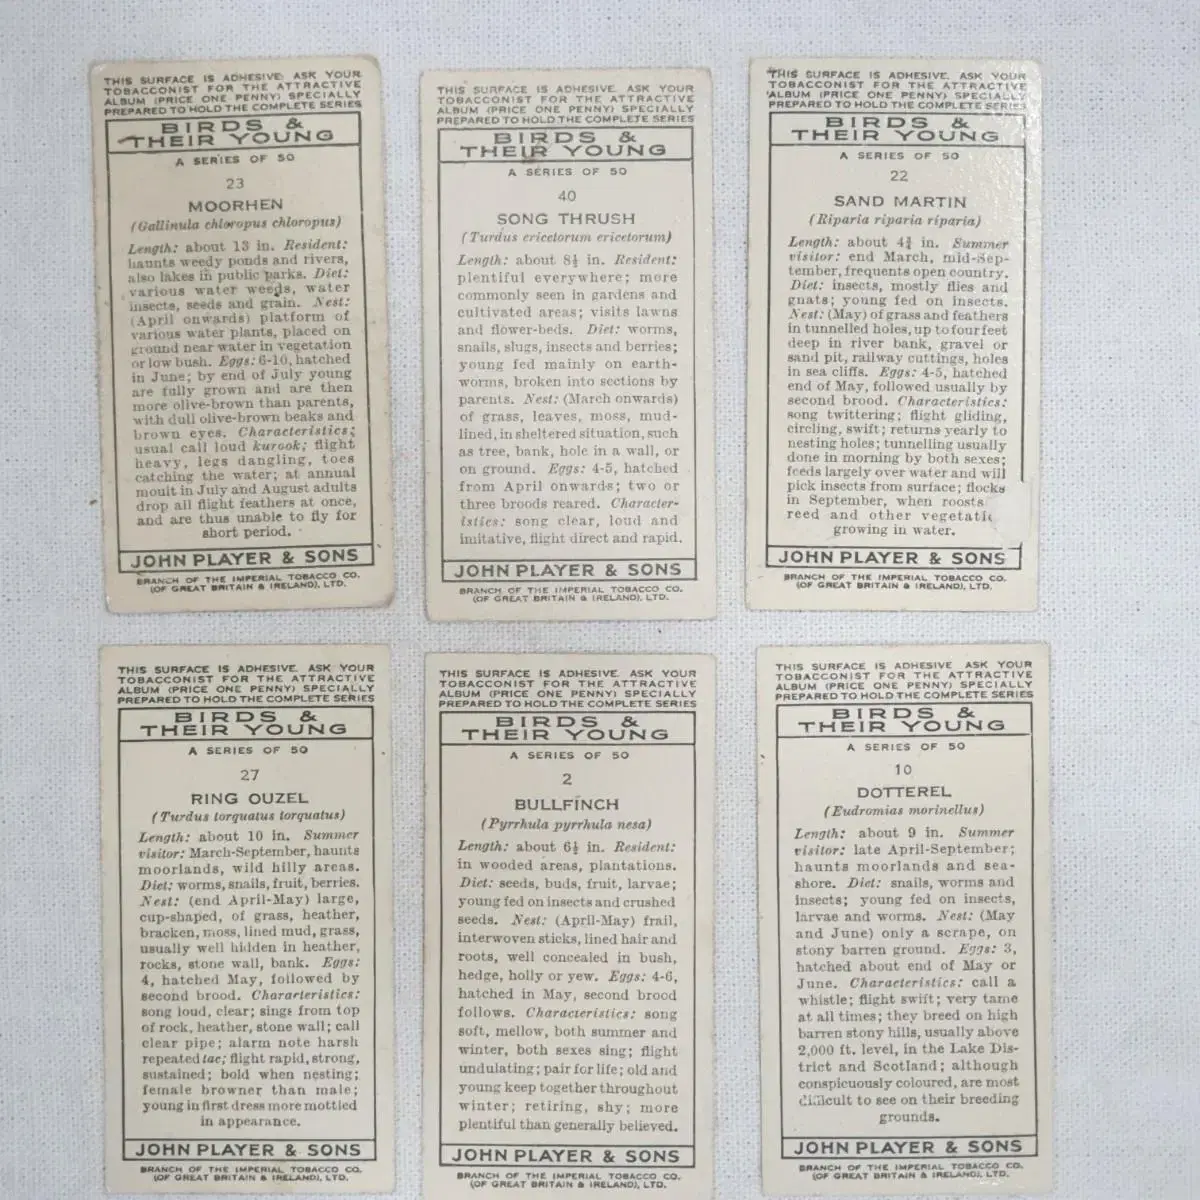 THIS SURFACE IS ADHESIVE. ASK YOUR
TOBACCONIST FOR THE ATTRACTIVE
ALBUM (PRICE ONE PENNY) SPECIALLY
PREPARED TO HOLD THE COMPLETE SERIES
BIRDS &
THEIR YOUNG
A SERIES OF 50
23
MOORHEN
(Gallinula chloropus chloropus)
Length: about 13 in. Resident:
haunts weedy ponds and rivers,
also lakes in public parks. Diet:
various water weeds, water
insects, seeds and grain. Nest:
(April onwards) platform of
various water plants, placed on
ground near water in vegetation
or low bush. Eggs: 6-10, hatched
in June; by end of July young
are fully grown and are then
more olive-brown than parents,
with dull olive-brown beaks and
brown eyes. Characteristics:
usual call loud kurook; flight
heavy, legs dangling, toes
catching the water; at annual
moult in July and August adults
drop all flight feathers at once,
and are thus unable to fly for
short period.
JOHN PLAYER & SONS
BRANCH OF THE IMPERIAL TOBACCO CO.
(OF GREAT BRITAIN & IRELAND), LTD.
THIS SURFACE IS ADHESIVE. ASK YOUR
TOBACCONIST FOR THE ATTRACTIVE
ALBUM (PRICE ONE PENNY) SPECIALLY
PREPARED TO HOLD THE COMPLETE SERIES
BIRDS &
THEIR YOUNG
A SERIES OF 50
40
SONG THRUSH
(Turdus ericetorum ericetorum)
Length: about 8½ in. Resident:
plentiful everywhere; more
commonly seen in gardens and
cultivated areas; visits lawns
and flower-beds. Diet: worms,
snails, slugs, insects and berries;
young fed mainly on earth-
worms, broken into sections by
parents. Nest: (March onwards)
of grass, leaves, moss, mud-
lined, in sheltered situation, such
as tree, bank, hole in a wall, or
on ground. Eggs: 4-5, hatched
from April onwards; two or
three broods reared. Character-
istics: song clear, loud and
imitative, flight direct and rapid.
JOHN PLAYER & SONS
BRANCH OF THE IMPERIAL TOBACCO CO.
(OF GREAT BRITAIN & IRELAND), LTD.
THIS SURFACE IS ADHESIVE. ASK YOUR
TOBACCONIST FOR THE ATTRACTIVE
ALBUM (PRICE ONE PENNY) SPECIALLY
PREPARED TO HOLD THE COMPLETE SERIES
BIRDS &
THEIR YOUNG
A SERIES OF 50
22
SAND MARTIN
(Riparia riparia riparia)
Length: about 4¾ in. Summer
visitor: end March, mid-Sep-
tember, frequents open country.
Diet: insects, mostly flies and
gnats; young fed on insects.
Nest: (May) of grass and feathers
in tunnelled holes, up to four feet
deep in river bank, gravel or
sand pit, railway cuttings, holes
in sea cliffs. Eggs: 4-5, hatched
end of May, followed usually by
second brood. Characteristics:
song twittering; flight gliding,
circling, swift; returns yearly to
nesting holes; tunnelling usually
done in morning by both sexes;
feeds largely over water and will
pick insects from surface; flocks
in September, when roosts
reed and other vegetati
growing in water.
JOHN PLAYER & SONS
BRANCH OF THE IMPERIAL TOBACCO CO.
(OF GREAT BRITAIN & IRELAND), LTD.
THIS SURFACE IS ADHESIVE. ASK YOUR
TOBACCONIST FOR THE ATTRACTIVE
ALBUM (PRICE ONE PENNY) SPECIALLY
PREPARED TO HOLD THE COMPLETE SERIES
BIRDS &
THEIR YOUNG
A SERIES OF 50
27
RING OUZEL
(Turdus torquatus torquatus)
Length: about 10 in. Summer
visitor: March-September, haunts
moorlands, wild hilly areas.
Diet: worms, snails, fruit, berries.
Nest: (end April-May) large,
cup-shaped, of grass, heather,
bracken, moss, lined mud, grass,
usually well hidden in heather,
rocks, stone wall, bank. Eggs:
4, hatched May, followed by
second brood. Characteristics:
song loud, clear; sings from top
of rock, heather, stone wall; call
clear pipe; alarm note harsh
repeated tac; flight rapid, strong,
sustained; bold when nesting;
female browner than male;
young in first dress more mottled
in appearance.
JOHN PLAYER & SONS
BRANCH OF THE IMPERIAL TOBACCO CO.
(OF GREAT BRITAIN & IRELAND), LTD.
THIS SURFACE IS ADHESIVE. ASK YOUR
TOBACCONIST FOR THE ATTRACTIVE
ALBUM (PRICE ONE PENNY) SPECIALLY
PREPARED TO HOLD THE COMPLETE SERIES
BIRDS &
THEIR YOUNG
A SERIES OF 50
2
BULLFINCH
(Pyrrhula pyrrhula nesa)
Length: about 6½ in. Resident:
in wooded areas, plantations.
Diet: seeds, buds, fruit, larvae;
young fed on insects and crushed
seeds. Nest: (April-May) frail,
interwoven sticks, lined hair and
roots, well concealed in bush,
hedge, holly or yew. Eggs: 4-6,
hatched in May, second brood
follows. Characteristics: song
soft, mellow, both summer and
winter, both sexes sing; flight
undulating; pair for life; old and
young keep together throughout
winter; retiring, shy; more
plentiful than generally believed.
JOHN PLAYER & SONS
BRANCH OF THE IMPERIAL TOBACCO CO.
(OF GREAT BRITAIN & IRELAND), LTD.
THIS SURFACE IS ADHESIVE. ASK YOUR
TOBACCONIST FOR THE ATTRACTIVE
ALBUM (PRICE ONE PENNY) SPECIALLY
PREPARED TO HOLD THE COMPLETE SERIES
BIRDS &
THEIR YOUNG
A SERIES OF 50
10
DOTTEREL
(Eudromias morinellus)
Length: about 9 in. Summer
visitor: late April-September;
haunts moorlands and sea-
shore. Diet: snails, worms and
insects; young fed on insects,
larvae and worms. Nest: (May
and June) only a scrape, on
stony barren ground. Eggs: 3,
hatched about end of May or
June. Characteristics: call a
whistle; flight swift; very tame
at all times; they breed on high
barren stony hills, usually above
2,000 ft. level, in the Lake Dis-
trict and Scotland; although
conspicuously coloured, are most
difficult to see on their breeding
grounds.
JOHN PLAYER & SONS
BRANCH OF THE IMPERIAL TOBACCO CO.
(OF GREAT BRITAIN & IRELAND), LTD.